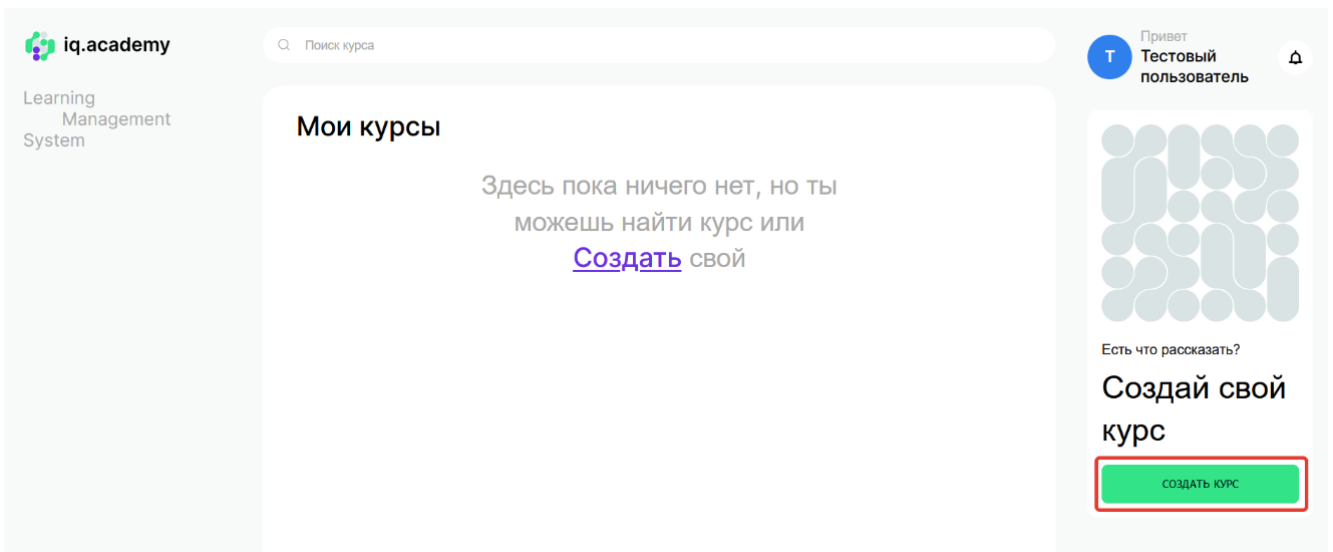 iq.academy
Learning
Management
System
Поиск курса
Мои курсы
Здесь пока ничего нет, но ты
можешь найти курс или
Создать свой
Привет
Т Тестовый
пользователь
Есть что рассказать?
Создай свой
курс
СОЗДАТЬ КУРС